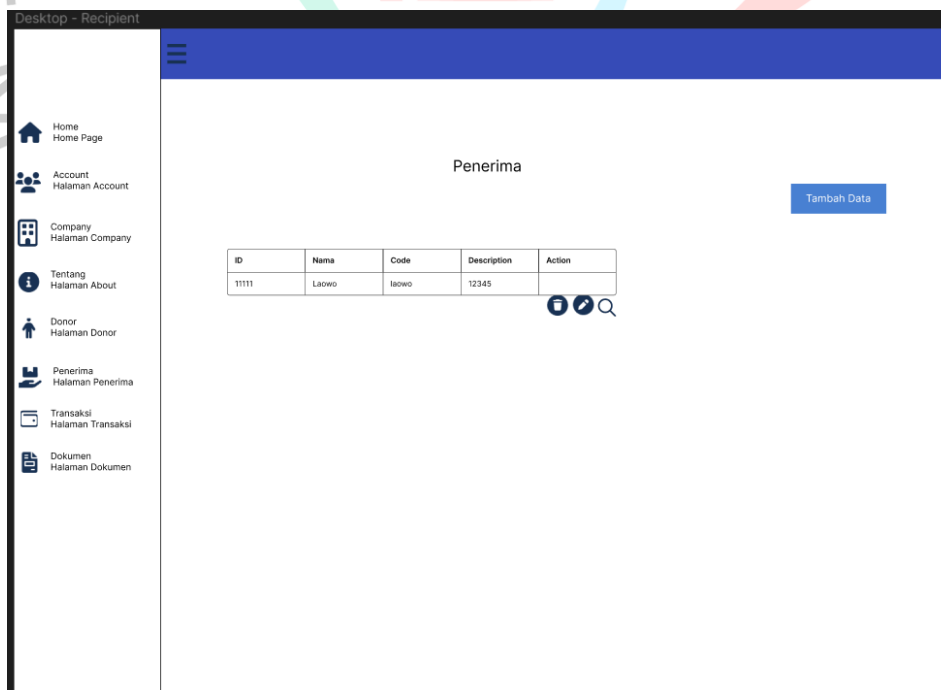 Desktop - Recipient
Home
Home Page
Account
Halaman Account
Company
Halaman Company
Tentang
Halaman About
Donor
Halaman Donor
Penerima
Halaman Penerima
Transaksi
Halaman Transaksi
Dokumen
Halaman Dokumen
Penerima
Tambah Data
ID Nama Code Description Action
11111 Laowo laowo 12345